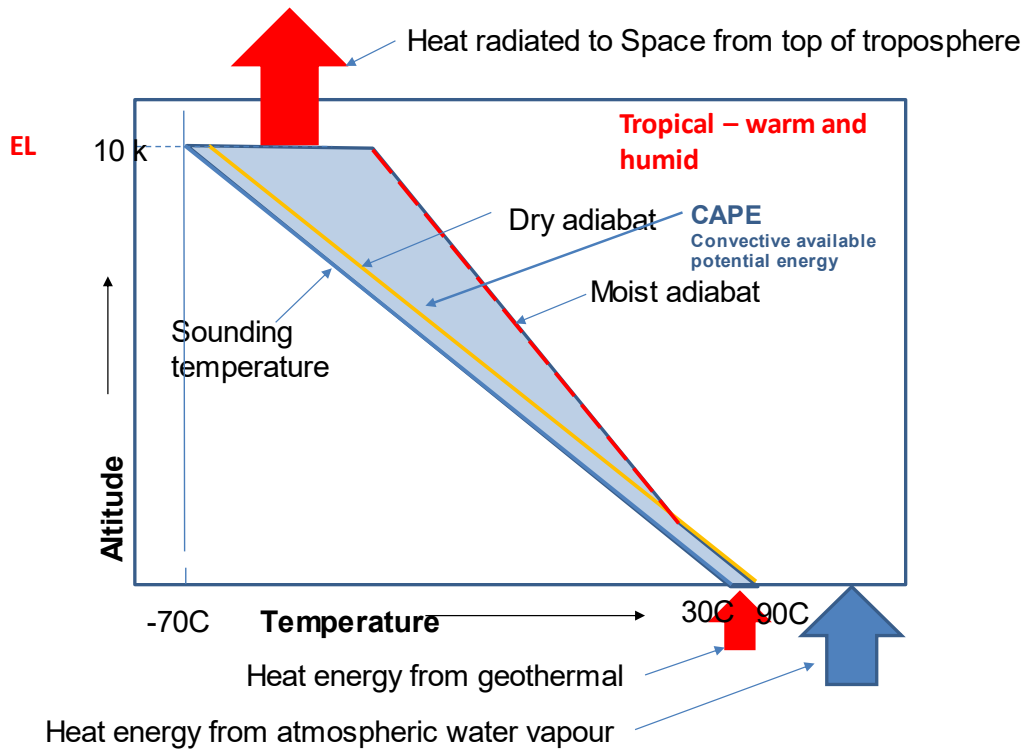 Heat radiated to Space from top of troposphere
EL
10 k
Tropical – warm and
humid
Dry adiabat
CAPE
Convective available
potential energy
Moist adiabat
Sounding
temperature
Altitude
-70C
Temperature
30C
90C
Heat energy from geothermal
Heat energy from atmospheric water vapour